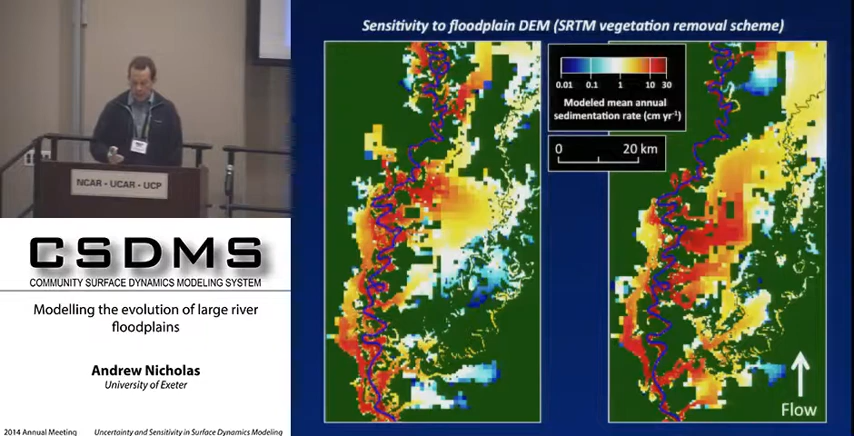 Sensitivity to floodplain DEM (SRTM vegetation removal scheme)
0.01 0.1 1 10 30
Modeled mean annual
sedimentation rate (cm yr-1)
0 20 km
Flow
NCAR - UCAR - UCP
CSDMS
COMMUNITY SURFACE DYNAMICS MODELING SYSTEM
Modelling the evolution of large river
floodplains
Andrew Nicholas
University of Exeter
2014 Annual Meeting Uncertainty and Sensitivity in Surface Dynamics Modeling